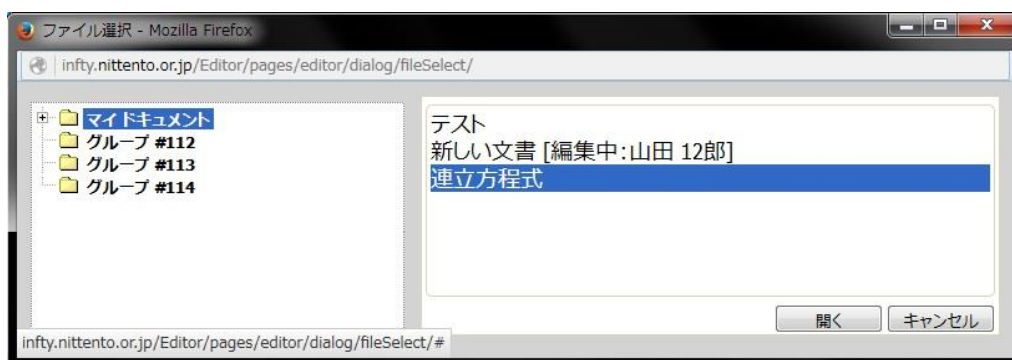 ファイル選択 - Mozilla Firefox
infty.nittento.or.jp/Editor/pages/editor/dialog/fileSelect/
マイドキュメント
グループ #112
グループ #113
グループ #114
テスト
新しい文書 [編集中:山田 12郎]
連立方程式
開く
キャンセル
infty.nittento.or.jp/Editor/pages/editor/dialog/fileSelect/#